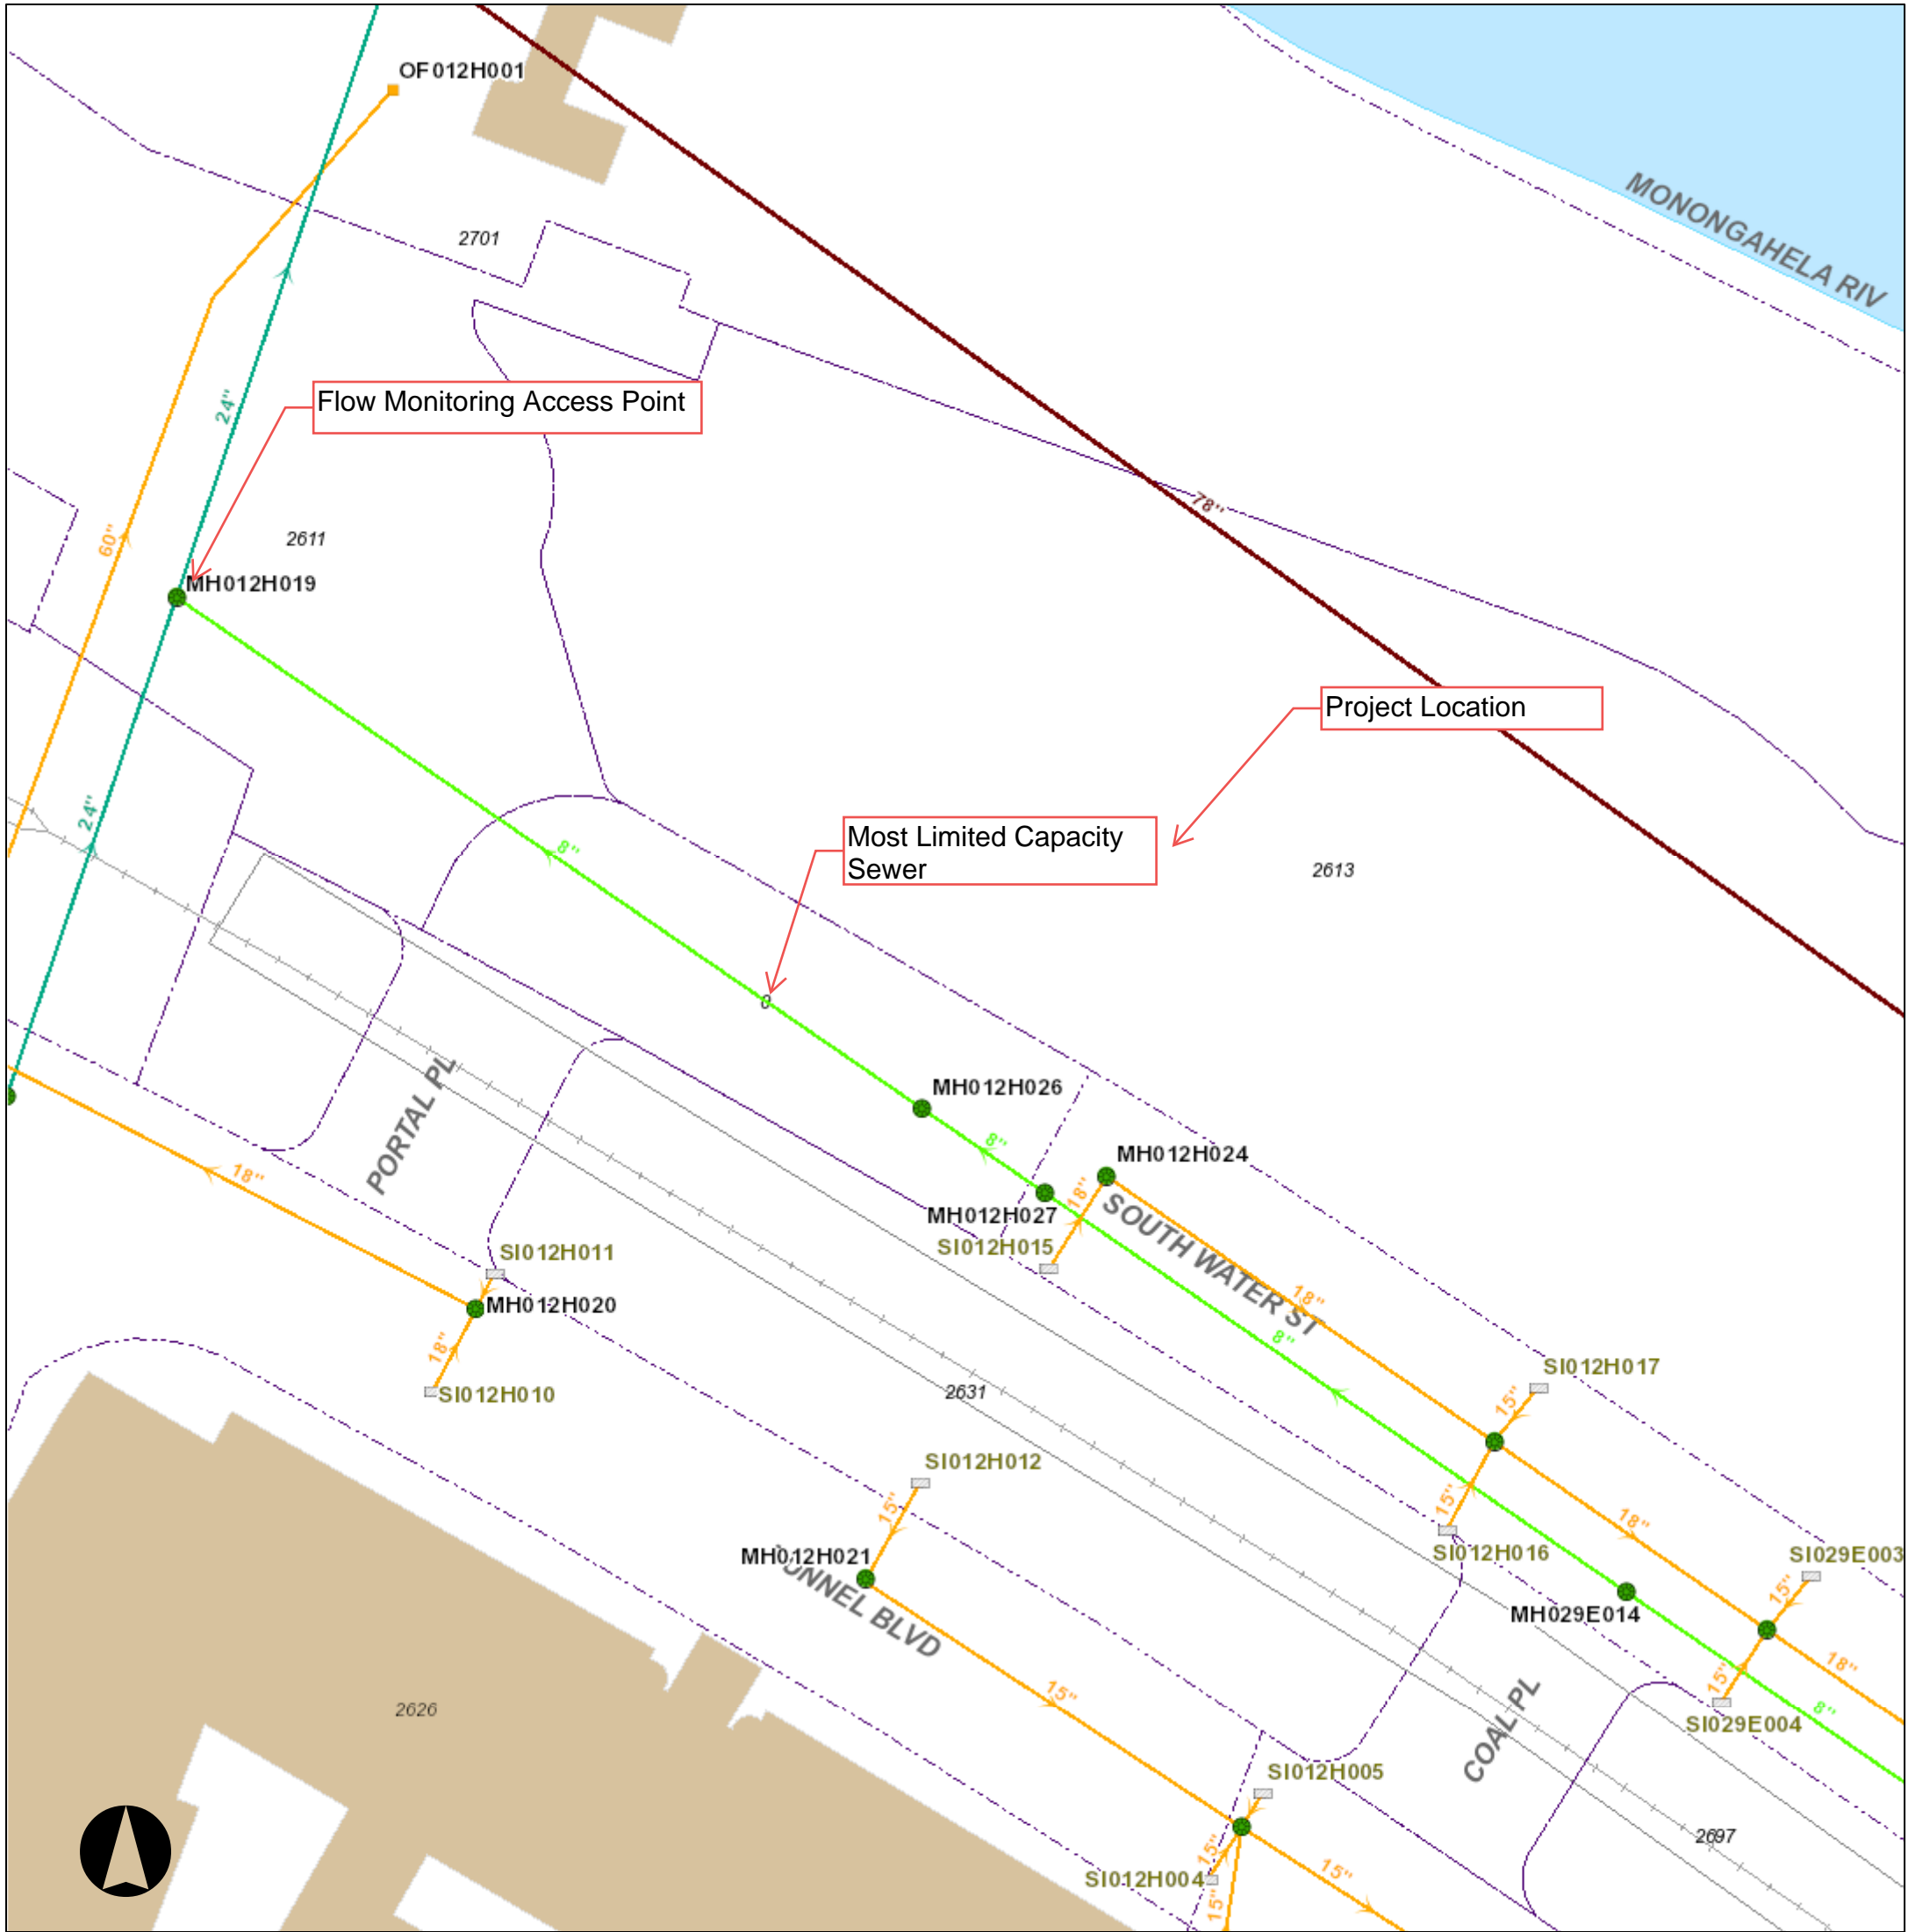 OF012H001
MONONGAHELA RIV
2701
24"
Flow Monitoring Access Point
78"
60"
2611
MH012H019
Project Location
24"
8"
Most Limited Capacity
Sewer
2613
0
PORTAL PL
MH012H026
8"
MH012H024
18"
18"
MH012H027
SOUTH WATER ST
SI012H015
SI012H011
18"
MH012H020
8"
18"
SI012H010
2631
SI012H017
15"
SI012H012
15"
15"
18"
SI012H016
SI029E003
MH012H021
15"
MH029E014
BLVD
2626
15"
COAL PL
15"
18"
8"
SI029E004
SI012H005
15"
2697
15"
SI012H004
15"